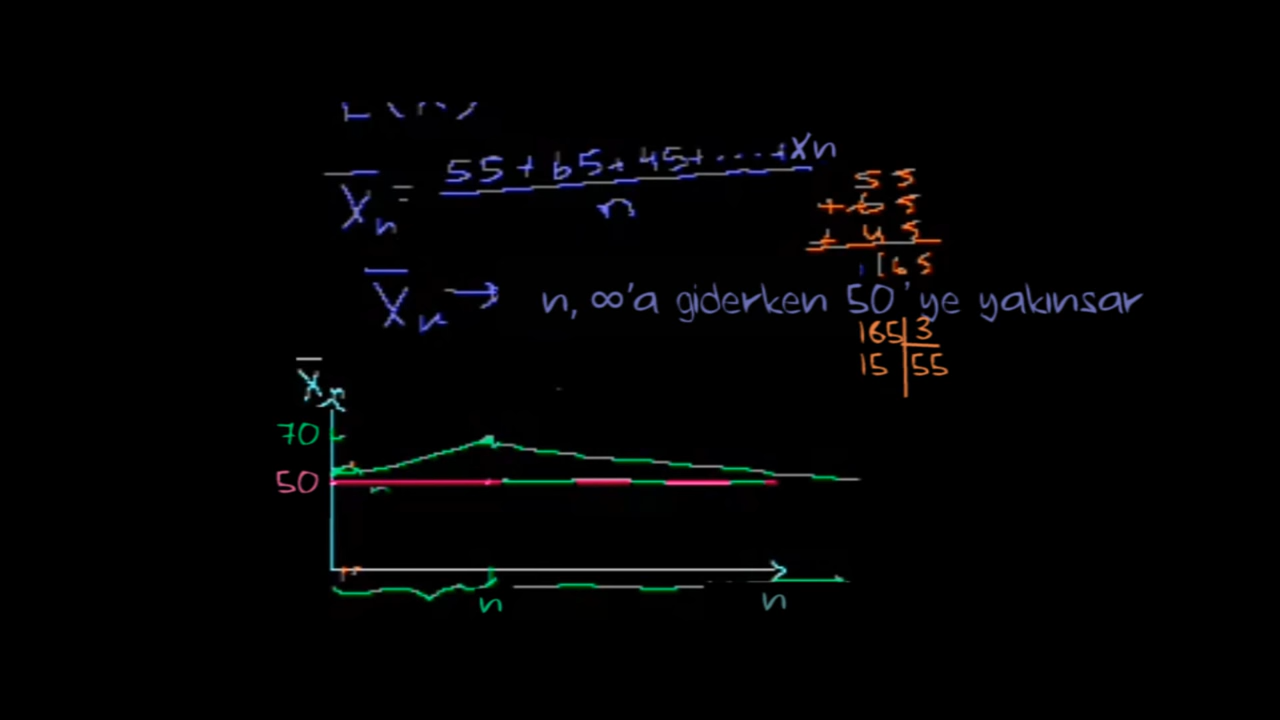 X̄n = 55 + 65 + 45 + ···· + Xn
n
55
+ 65
+ 45
165
X̄n → n, ∞'a giderken 50'ye yakınsar
165 | 3
15 | 55
X̄n
70
50
n
n